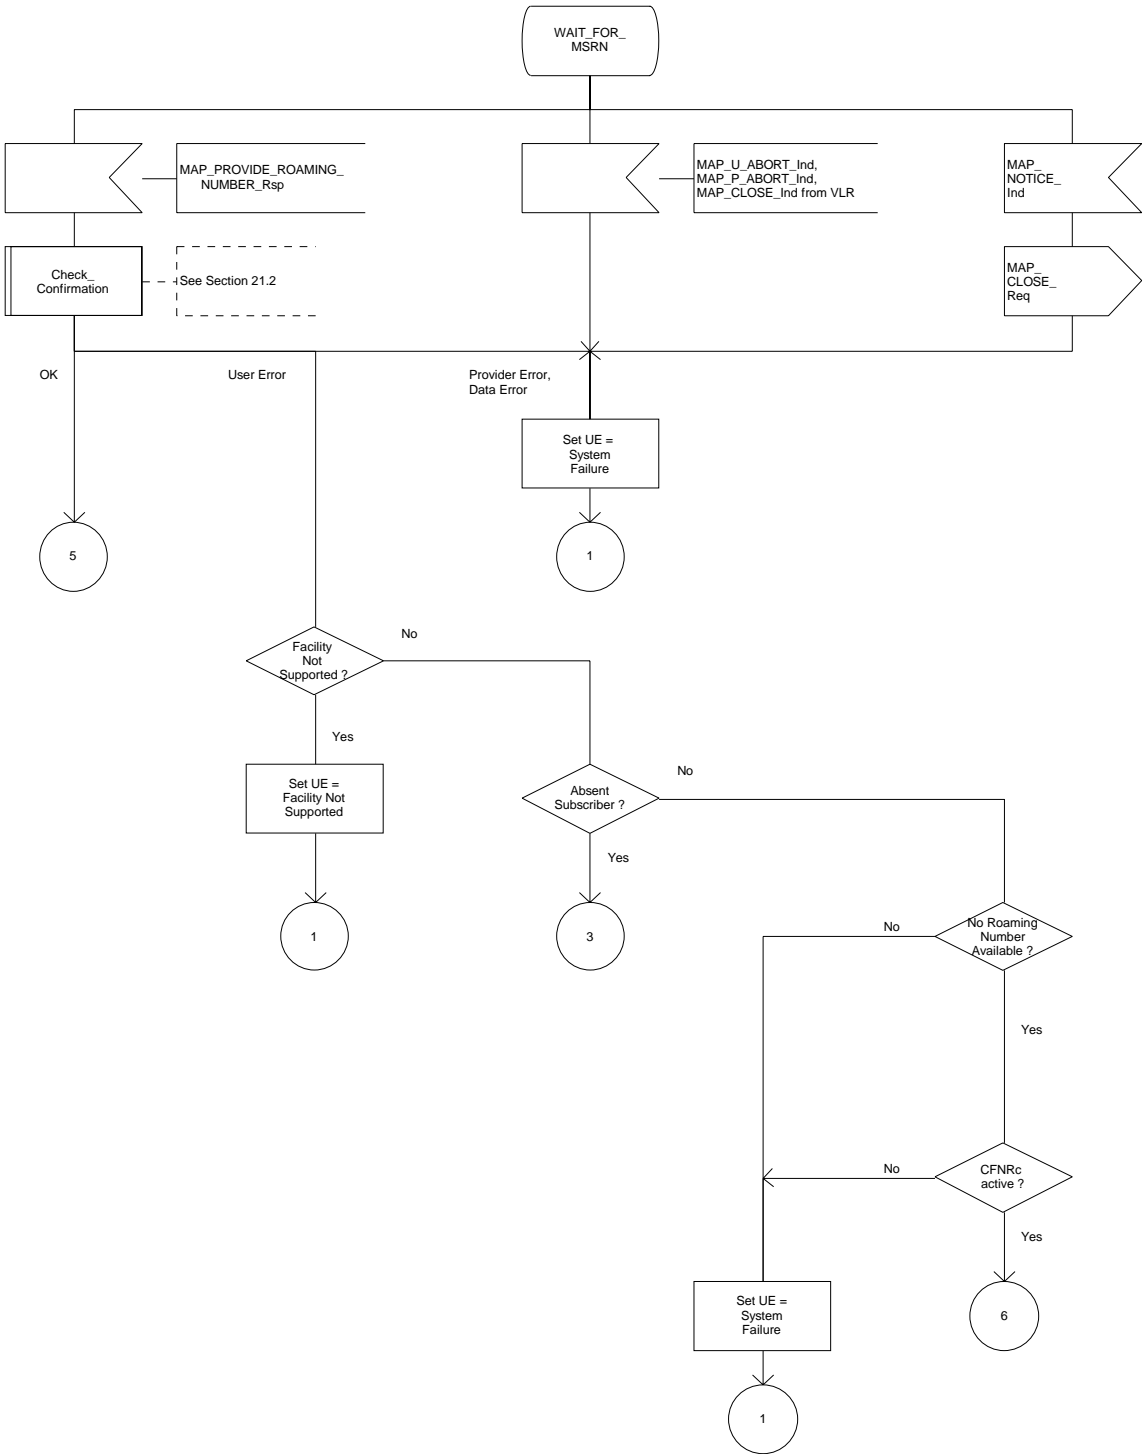 WAIT_FOR_
MSRN
MAP_PROVIDE_ROAMING_
NUMBER_Rsp
MAP_U_ABORT_Ind,
MAP_P_ABORT_Ind,
MAP_CLOSE_Ind from VLR
MAP_
NOTICE_
Ind
Check_
Confirmation
See Section 21.2
MAP_
CLOSE_
Req
OK
User Error
Provider Error,
Data Error
Set UE =
System
Failure
5
1
Facility
Not
Supported ?
No
Yes
Set UE =
Facility Not
Supported
Absent
Subscriber ?
No
Yes
1
3
No Roaming
Number
Available ?
No
Yes
CFNRc
active ?
No
Yes
Set UE =
System
Failure
6
1